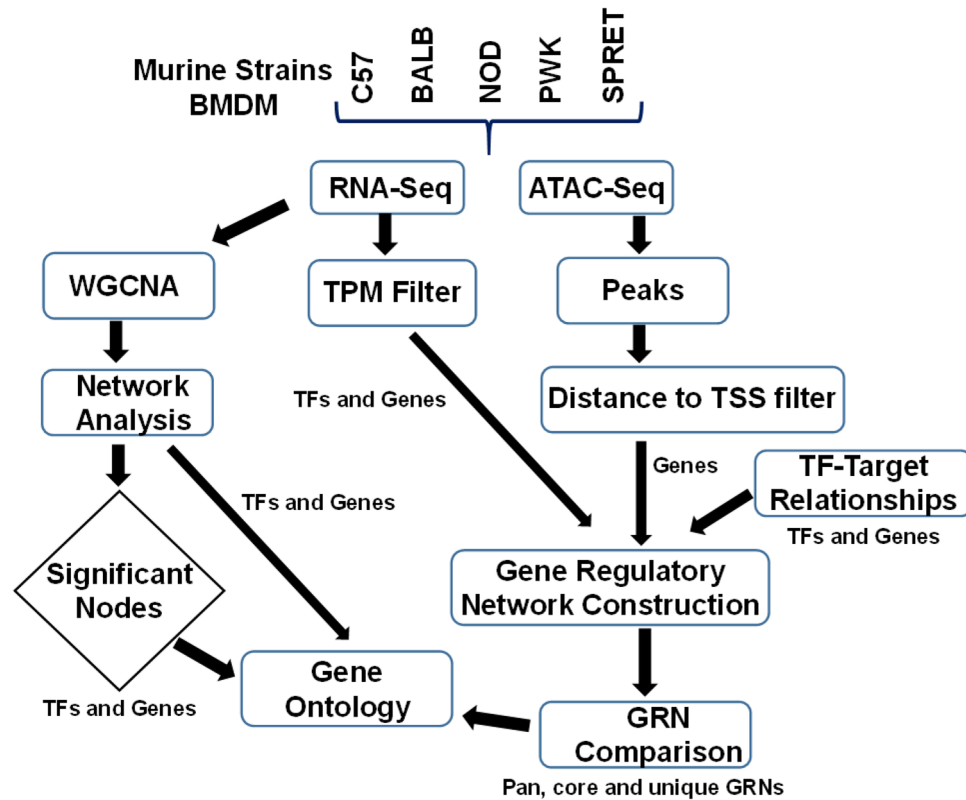 Murine Strains
BMDM
C57
BALB
NOD
PWK
SPRET
RNA-Seq
ATAC-Seq
WGCNA
TPM Filter
Peaks
Network
Analysis
TFs and Genes
Distance to TSS filter
Genes
TF-Target
Relationships
TFs and Genes
TFs and Genes
Significant
Nodes
Gene Regulatory
Network Construction
TFs and Genes
Gene
Ontology
GRN
Comparison
Pan, core and unique GRNs